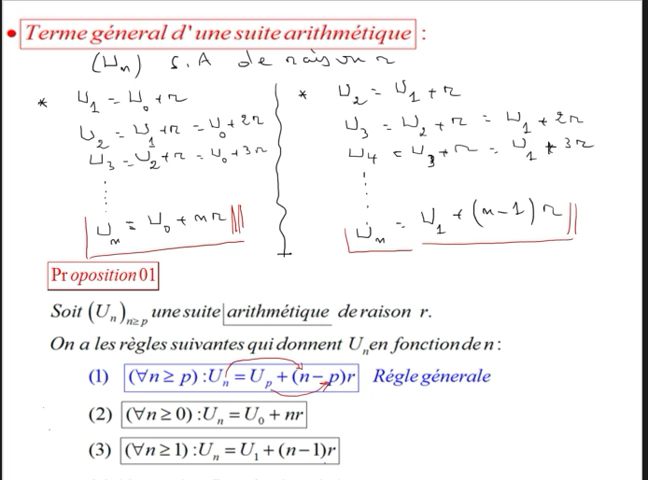 • Terme géneral d'une suite arithmétique :
(Un) S.A de raison r
* U1 = U0 + r
U2 = U1 + r = U0 + 2r
U3 = U2 + r = U0 + 3r
⋮
Un = U0 + nr
* U2 = U1 + r
U3 = U2 + r = U1 + 2r
U4 = U3 + r = U1 + 3r
⋮
Un = U1 + (n-1) r
Proposition 01
Soit (Un)n≥p une suite arithmétique de raison r.
On a les règles suivantes qui donnent Un en fonction de n :
(1) (∀n ≥ p) : Un = Up + (n − p)r Régle génerale
(2) (∀n ≥ 0) : Un = U0 + nr
(3) (∀n ≥ 1) : Un = U1 + (n − 1)r